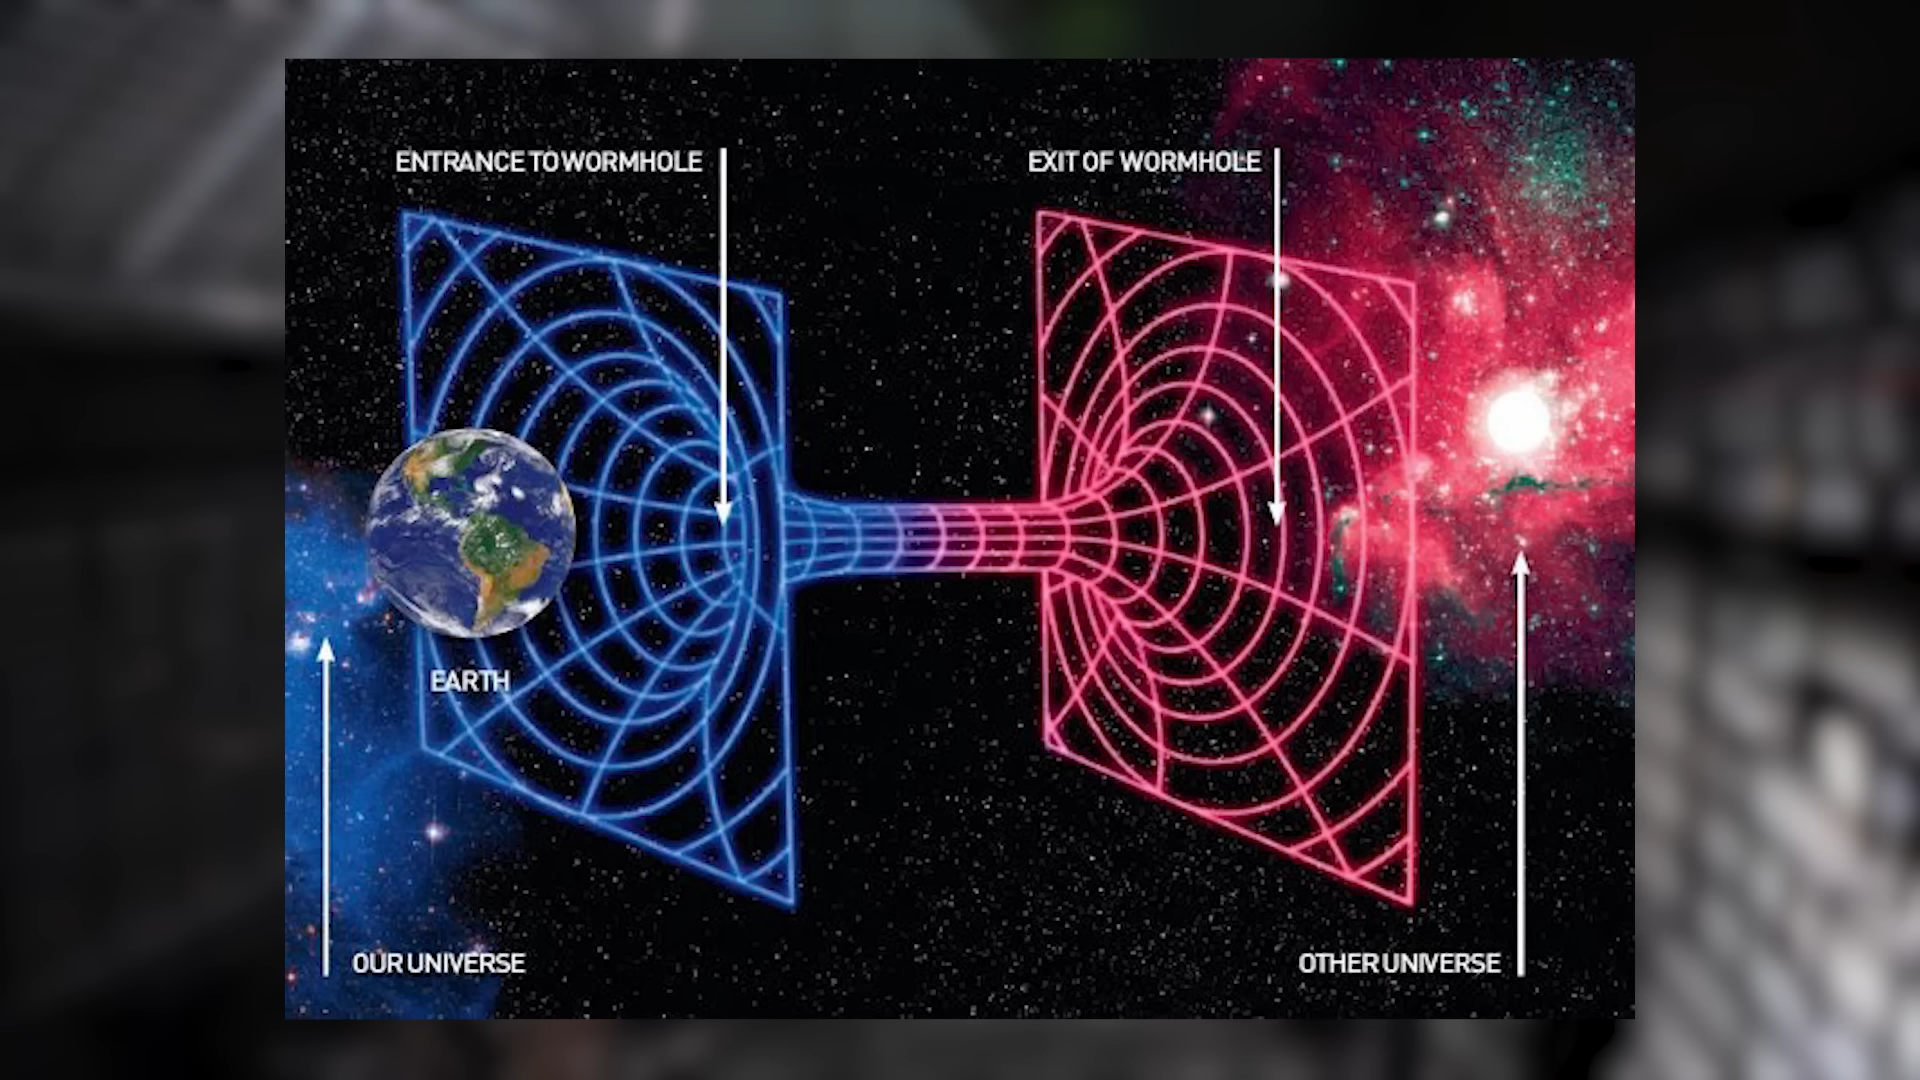 ENTRANCE TO WORMHOLE
EXIT OF WORMHOLE
EARTH
OUR UNIVERSE
OTHER UNIVERSE